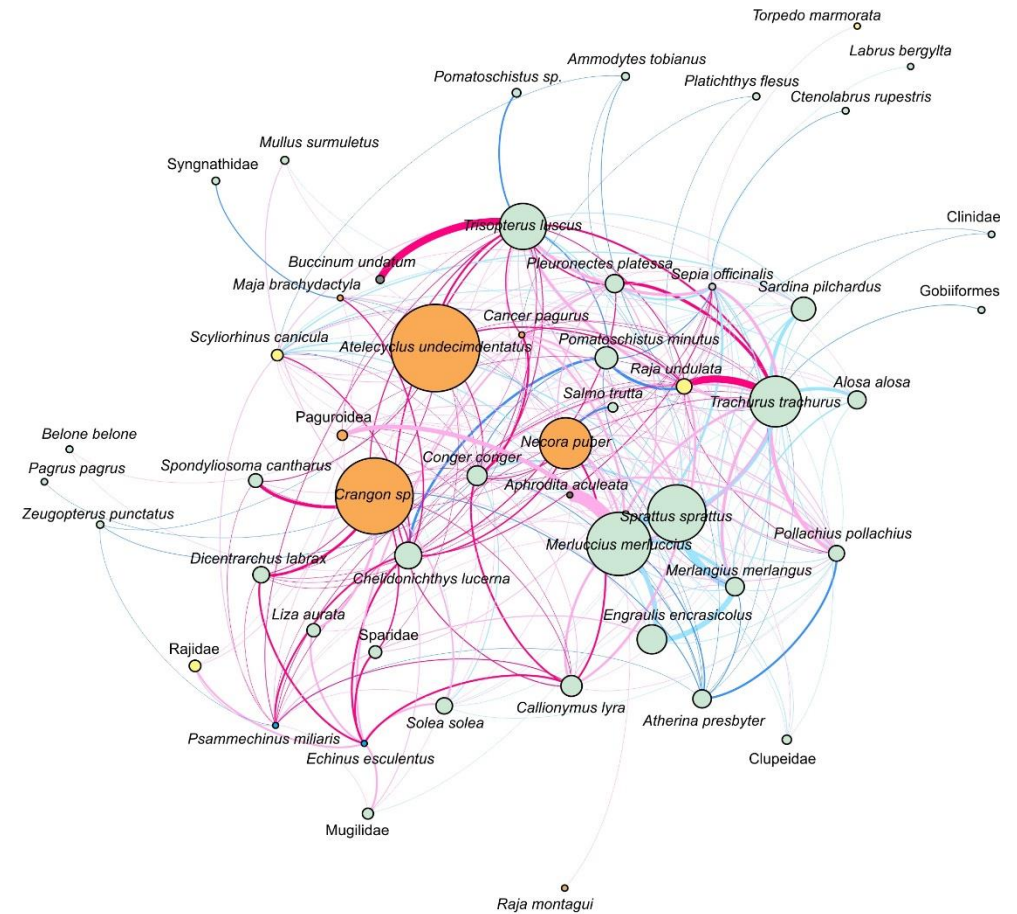 Torpedo marmorata
Labrus bergylta
Ammodytes tobianus
Pomatoschistus sp.
Platichthys flesus
Ctenolabrus rupestris
Mullus surmuletus
Syngnathidae
Clinidae
Trisopterus luscus
Buccinum undatum
Pleuronectes platessa
Sepia officinalis
Maja brachydactyla
Sardina pilchardus
Gobiiformes
Cancer pagurus
Scyliorhinus canicula
Atelecyclus undecimdentatus
Pomatoschistus minutus
Raja undulata
Alosa alosa
Salmo trutta
Trachurus trachurus
Paguroidea
Belone belone
Necora puber
Conger conger
Pagrus pagrus
Spondyliosoma cantharus
Aphrodita aculeata
Crangon sp
Zeugopterus punctatus
Sprattus sprattus
Pollachius pollachius
Merluccius merluccius
Dicentrarchus labrax
Chelidonichthys lucerna
Merlangius merlangus
Liza aurata
Engraulis encrasicolus
Sparidae
Rajidae
Callionymus lyra
Solea solea
Atherina presbyter
Psammechinus miliaris
Echinus esculentus
Clupeidae
Mugilidae
Raja montagui